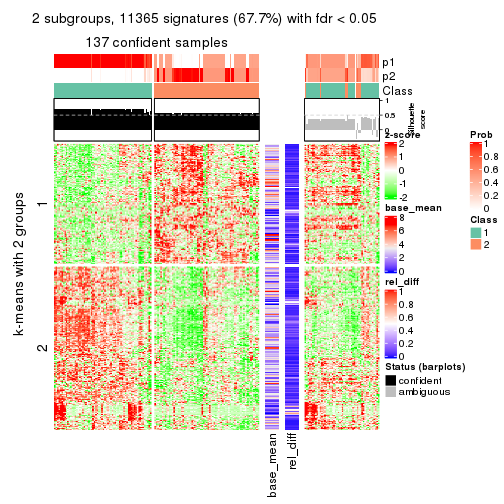 2 subgroups, 11365 signatures (67.7%) with fdr < 0.05
137 confident samples
p1
p2
Class
1
0.5
0
Silhouette
score
k-means with 2 groups
1
2
base_mean
rel_diff
z-score
2
1
0
-1
-2
base_mean
8
6
4
2
0
rel_diff
1
0.8
0.6
0.4
0.2
0
Status (barplots)
confident
ambiguous
Prob
1
0.8
0.6
0.4
0.2
0
Class
1
2